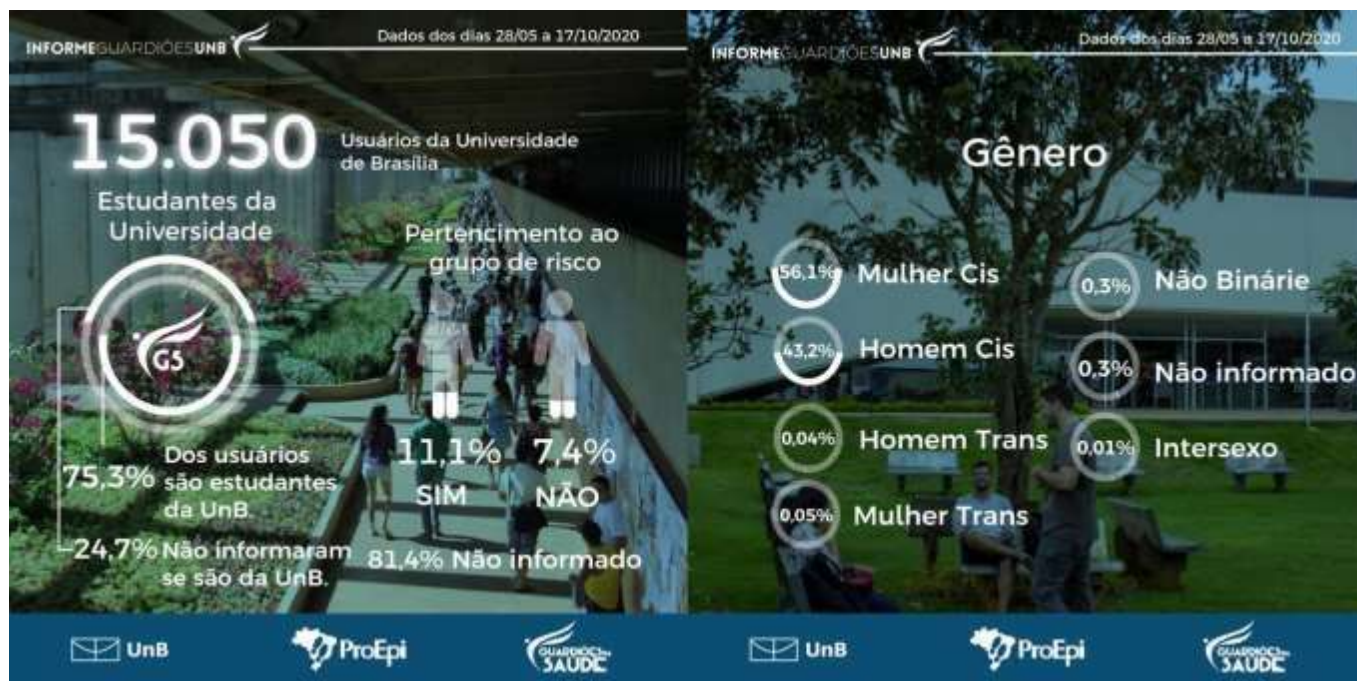 INFORMEGUARDIÕESUNB
Dados dos dias 28/05 a 17/10/2020
15.050
Usuários da Universidade
de Brasília
Estudantes da
Universidade
GS
Pertencimento ao
grupo de risco
75,3%
Dos usuários
são estudantes
da UnB.
24,7%
Não informaram
se são da UnB.
11,1%
SIM
7,4%
NÃO
81,4% Não informado
UnB
ProEpi
GUARDIÕES DA
SAÚDE
INFORMEGUARDIÕESUNB
Dados dos dias 28/05 a 17/10/2020
Gênero
56,1% Mulher Cis
43,2% Homem Cis
0,04% Homem Trans
0,05% Mulher Trans
0,3% Não Binárie
0,3% Não informado
0,01% Intersexo
UnB
ProEpi
GUARDIÕES DA
SAÚDE